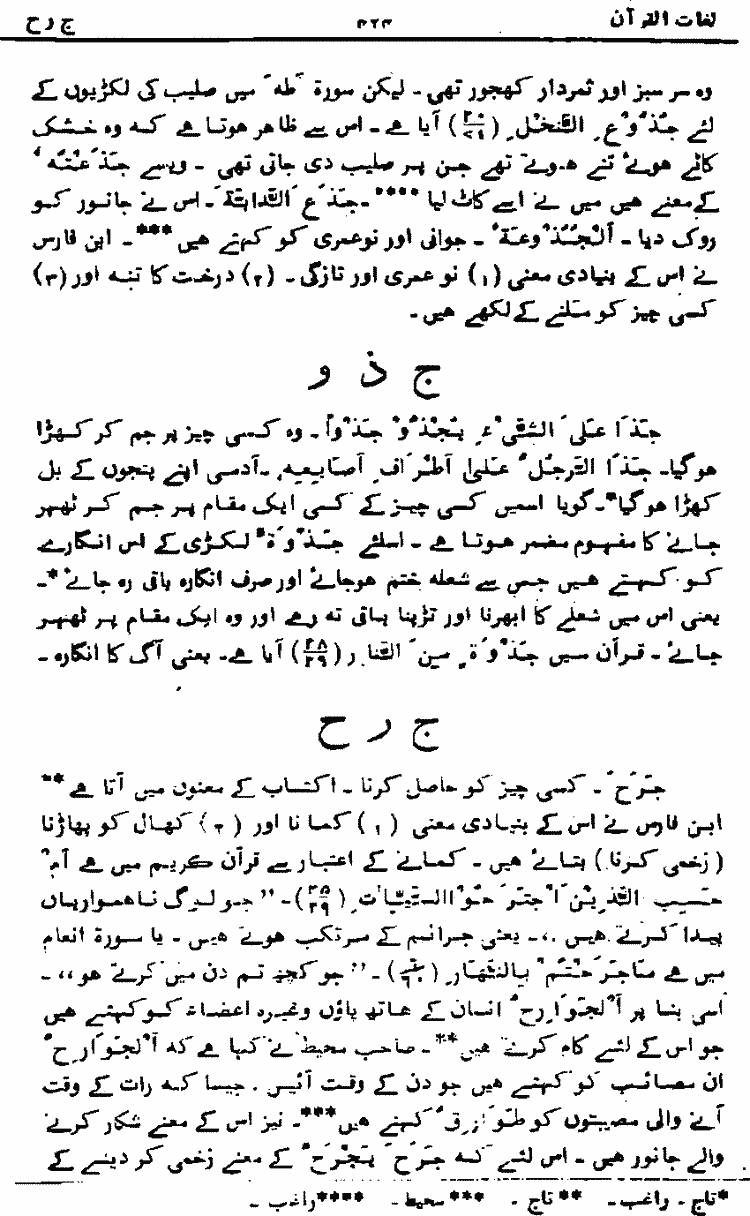 لغات القرآن ۴۲۴ ج ر ح
وہ سر سبز اور ثمردار کھجور تھی ۔ لیکن سورۃ طٰہٰ میں صلیب کی لکڑیوں کے
لئے جُذُوْعِ النَّخْلِ (۲۰/۷۱) آیا ہے ۔ اس سے ظاہر ہوتا ہے کہ وہ خشک
کاٹے ہوئے تنے ہوتے تھے جن پر صلیب دی جاتی تھی ۔ ویسے جَذَعْتُہٗ
کے معنے ہیں میں نے اسے کاٹ لیا****۔ جَذَعَ الدَّابَّۃَ ۔ اس نے جانور کو
روک دیا ۔ اَلْجُذُوْعَۃُ ۔ جوانی اور نوعمری کو کہتے ہیں***۔ ابن فارس
نے اس کے بنیادی معنی (۱) نو عمری اور تازگی ۔ (۲) درخت کا تنہ اور (۳)
کسی چیز کو مَلنے کے لکھے ہیں ۔
ج ذ و
جَذَا عَلَی الشَّیْءِ یَجْذُوْ جَذْواً ۔ وہ کسی چیز پر جم کر کھڑا
ہوگیا۔ جَذَا الرَّجُلُ عَلیٰ اَطْرَافِ اَصَابِعِہٖ ۔آدمی اپنے پنجوں کے بل
کھڑا ہوگیا*۔گویا اسمیں کسی چیز کے کسی ایک مقام پر جم کر ٹھہر
جانے کا مفہوم مضمر ہوتا ہے ۔ اسلئے جَذْوَۃٌ لکڑی کے اس انگارے
کو کہتے ہیں جس سے شعلہ ختم ہوجائے اور صرف انگارہ باقی رہ جائے*۔
یعنی اس میں شعلے کا ابھرنا اور تڑپنا باقی نہ رہے اور وہ ایک مقام پر ٹھہر
جائے ۔ قرآن میں جَذْوَۃٍ مِنَ النَّارِ (۲۸/۲۹) آیا ہے۔ یعنی آگ کا انگارہ ۔
ج ر ح
جَرَحَ ۔ کسی چیز کو حاصل کرنا ۔ اکتساب کے معنوں میں آتا ہے**
ابن فارس نے اس کے بنیادی معنی (۱) کمانا اور (۲) کھال کو پھاڑنا
(زخمی کرنا) بتائے ہیں ۔ کمانے کے اعتبار سے قرآن کریم میں ہے اَمْ
حَسِبَ الَّذِیْنَ اجْتَرَحُوْا السَّیِّئَاتِ (۴۵/۲۹)۔ ”جو لوگ ناھمواریاں
پیدا کرتے ہیں،،۔ یعنی جرائم کے مرتکب ہوتے ہیں ۔ یا سورۃ انعام
میں ہے مَاجَرَحْتُمْ بِالنَّھَارِ ۔ ”جو کچھ تم دن میں کرتے ہو،، ۔
اسی بنا پر اَلْجَوَارِحُ انسان کے ہاتھ پاؤں وغیرہ اعضاء کو کہتے ہیں
جو اس کے لئے کام کرتے ہیں**۔ صاحب محیط نے کہا ہے کہ اَلْجَوَارِحُ
ان مصائب کو کہتے ہیں جو دن کے وقت آئیں ۔ جیسا کہ رات کے وقت
آنے والی مصیبتوں کو طَوَارِقُ کہتے ہیں***۔ نیز اس کے معنے شکار کرنے
والے جانور ہیں ۔ اس لئے کہ جَرَحَ یَجْرَحُ کے معنے زخمی کر دینے کے
*تاج ۔ راغب۔ **تاج ۔ ***محیط ۔ ****راغب ۔